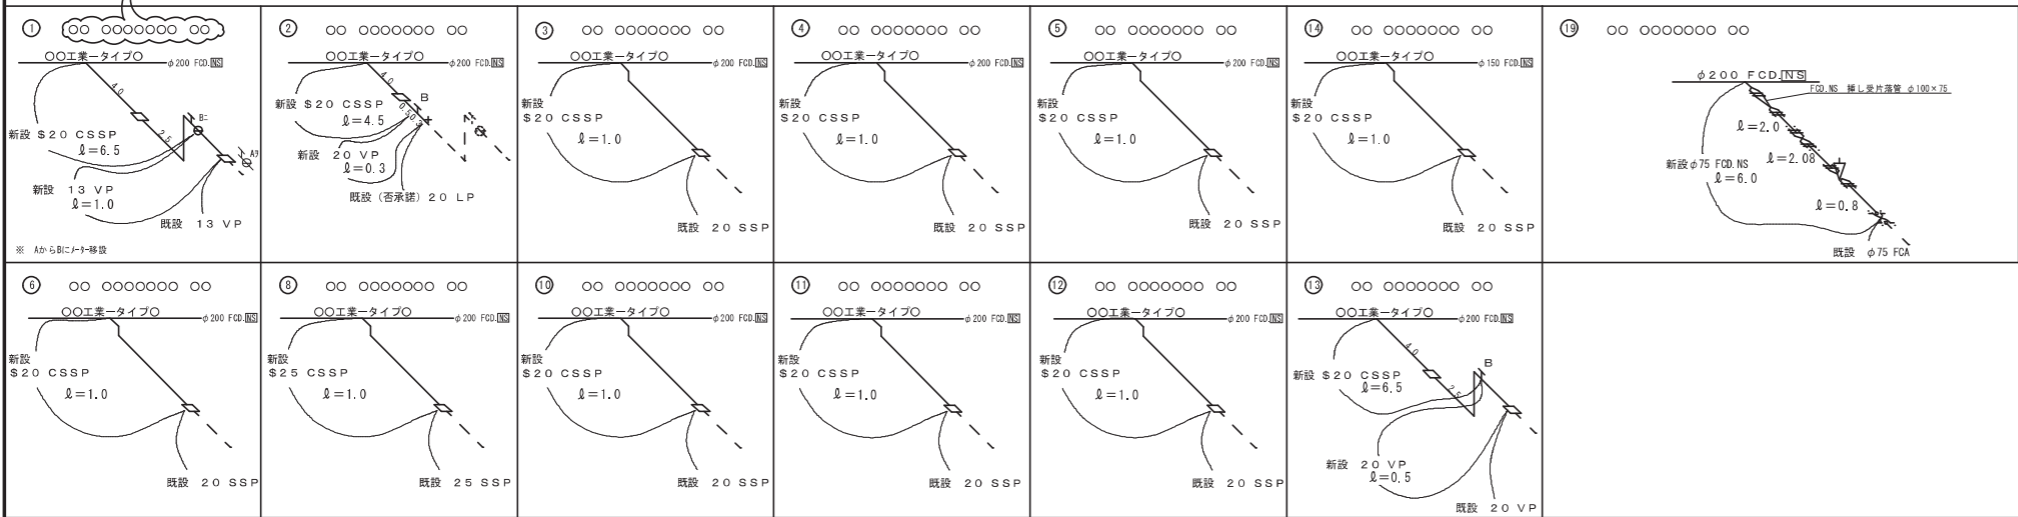 ① ○○ ○○○○○○○ ○○
○○工業ータイプ○
φ200 FCD.NS
4.0
2.5
Bニ
新設 $20 CSSP
ℓ=6.5
新設 13 VP
ℓ=1.0
既設 13 VP
※ AからBにメーター移設
② ○○ ○○○○○○○ ○○
○○工業ータイプ○
φ200 FCD.NS
4.0
B
0.5
0.3
新設 $20 CSSP
ℓ=4.5
新設 20 VP
ℓ=0.3
既設(否承諾)20 LP
③ ○○ ○○○○○○○ ○○
○○工業ータイプ○
φ200 FCD.NS
新設
$20 CSSP
ℓ=1.0
既設 20 SSP
④ ○○ ○○○○○○○ ○○
○○工業ータイプ○
φ200 FCD.NS
新設
$20 CSSP
ℓ=1.0
既設 20 SSP
⑤ ○○ ○○○○○○○ ○○
○○工業ータイプ○
φ200 FCD.NS
新設
$20 CSSP
ℓ=1.0
既設 20 SSP
⑭ ○○ ○○○○○○○ ○○
○○工業ータイプ○
φ150 FCD.NS
新設
$20 CSSP
ℓ=1.0
既設 20 SSP
⑲ ○○ ○○○○○○○ ○○
φ200 FCD.NS
FCD.NS 挿し受片落管 φ100×75
ℓ=2.0
ℓ=2.08
新設φ75 FCD.NS
ℓ=6.0
ℓ=0.8
既設 φ75 FCA
⑥ ○○ ○○○○○○○ ○○
○○工業ータイプ○
φ200 FCD.NS
新設
$20 CSSP
ℓ=1.0
既設 20 SSP
⑧ ○○ ○○○○○○○ ○○
○○工業ータイプ○
φ200 FCD.NS
新設
$25 CSSP
ℓ=1.0
既設 25 SSP
⑩ ○○ ○○○○○○○ ○○
○○工業ータイプ○
φ200 FCD.NS
新設
$20 CSSP
ℓ=1.0
既設 20 SSP
⑪ ○○ ○○○○○○○ ○○
○○工業ータイプ○
φ200 FCD.NS
新設
$20 CSSP
ℓ=1.0
既設 20 SSP
⑫ ○○ ○○○○○○○ ○○
○○工業ータイプ○
φ200 FCD.NS
新設
$20 CSSP
ℓ=1.0
既設 20 SSP
⑬ ○○ ○○○○○○○ ○○
○○工業ータイプ○
φ200 FCD.NS
4.0
2.5
B
新設 $20 CSSP
ℓ=6.5
新設 20 VP
ℓ=0.5
既設 20 VP